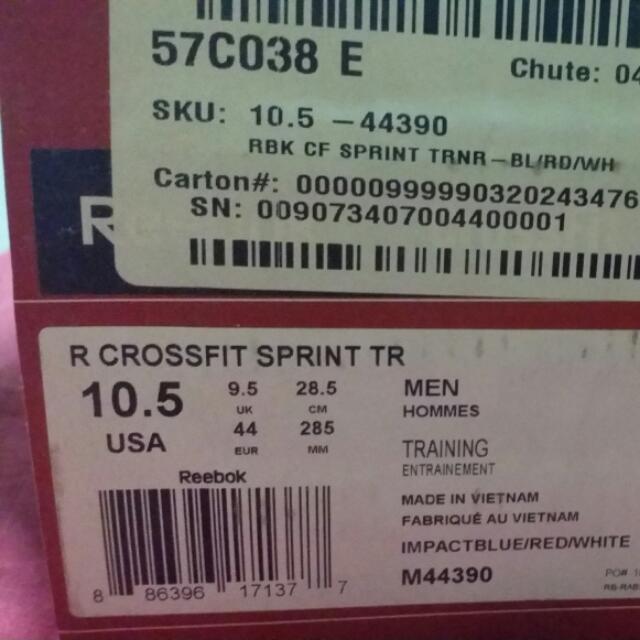 57C038 E
Chute: 04
SKU: 10.5 -44390
RBK CF SPRINT TRNR-BL/RD/WH
Carton#: 00000999990320243476
SN: 009073407004400001
R
R CROSSFIT SPRINT TR
10.5 9.5 28.5 MEN
UK CM HOMMES
USA 44 285
EUR MM
TRAINING
ENTRAINEMENT
Reebok
MADE IN VIETNAM
FABRIQUÉ AU VIETNAM
IMPACTBLUE/RED/WHITE
M44390
PO#
8 86396 17137 7